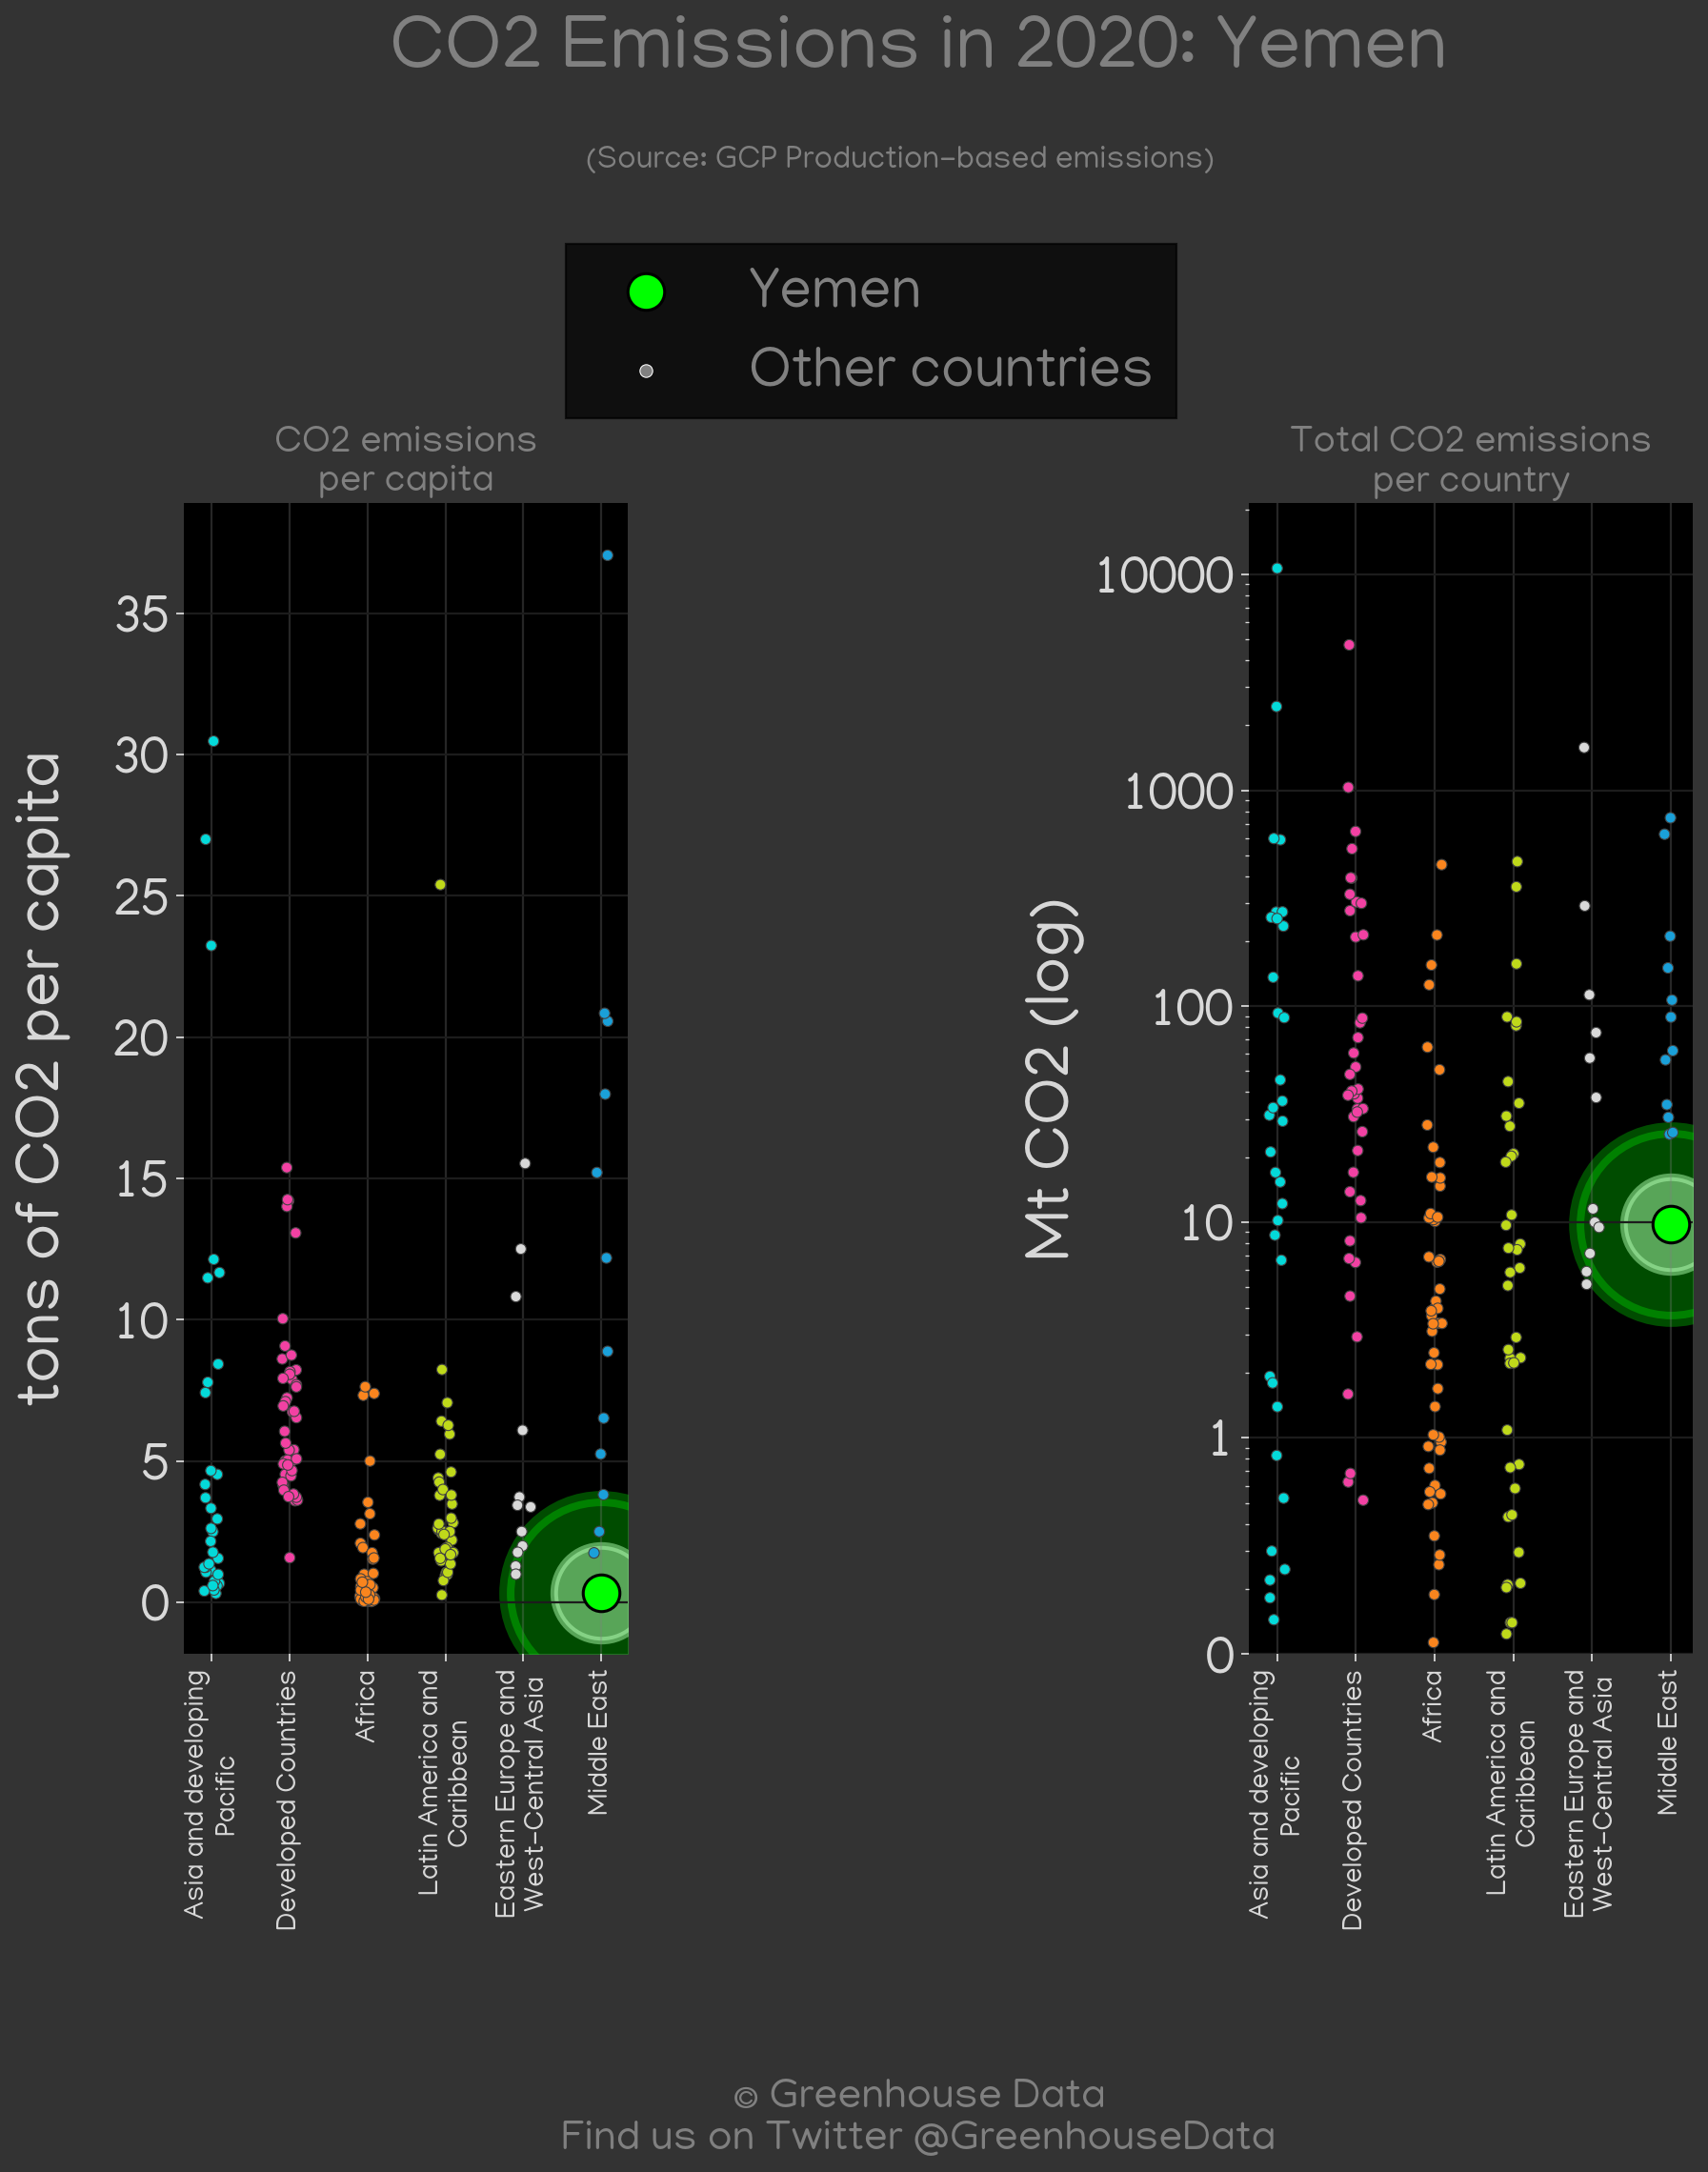 CO2 Emissions in 2020: Yemen
(Source: GCP Production-based emissions)
Yemen
Other countries
CO2 emissions
per capita
tons of CO2 per capita
35
30
25
20
15
10
5
0
Asia and developing
Pacific
Developed Countries
Africa
Latin America and
Caribbean
Eastern Europe and
West-Central Asia
Middle East
Total CO2 emissions
per country
Mt CO2 (log)
10000
1000
100
10
1
0
Asia and developing
Pacific
Developed Countries
Africa
Latin America and
Caribbean
Eastern Europe and
West-Central Asia
Middle East
© Greenhouse Data
Find us on Twitter @GreenhouseData